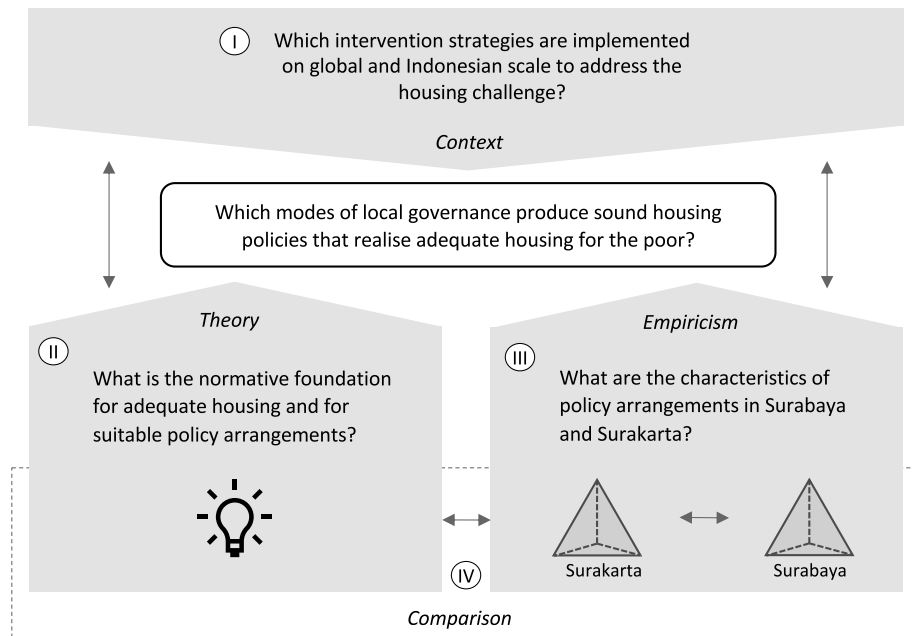 I
Which intervention strategies are implemented
on global and Indonesian scale to address the
housing challenge?
Context
Which modes of local governance produce sound housing
policies that realise adequate housing for the poor?
Theory
II
What is the normative foundation
for adequate housing and for
suitable policy arrangements?
Empiricism
III
What are the characteristics of
policy arrangements in Surabaya
and Surakarta?
Surakarta
Surabaya
IV
Comparison